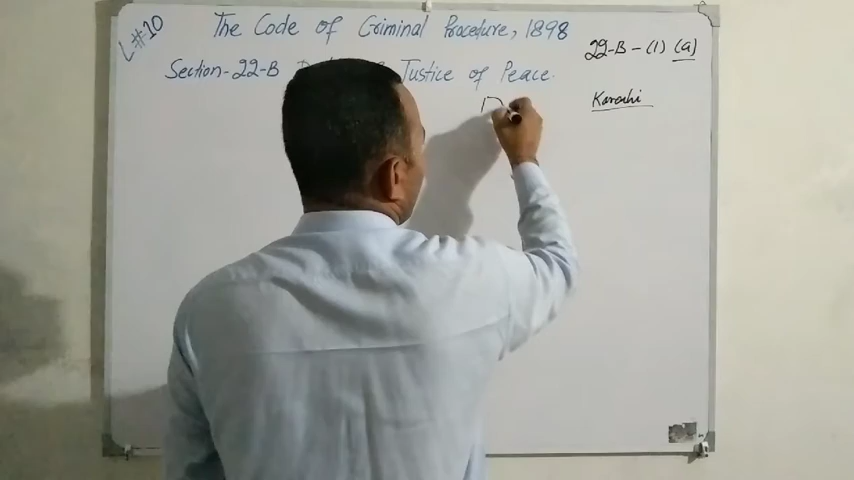 L#10
The Code of Criminal Procedure, 1898
22-B-(1) (a)
Section-22-B Justice of Peace.
Karachi